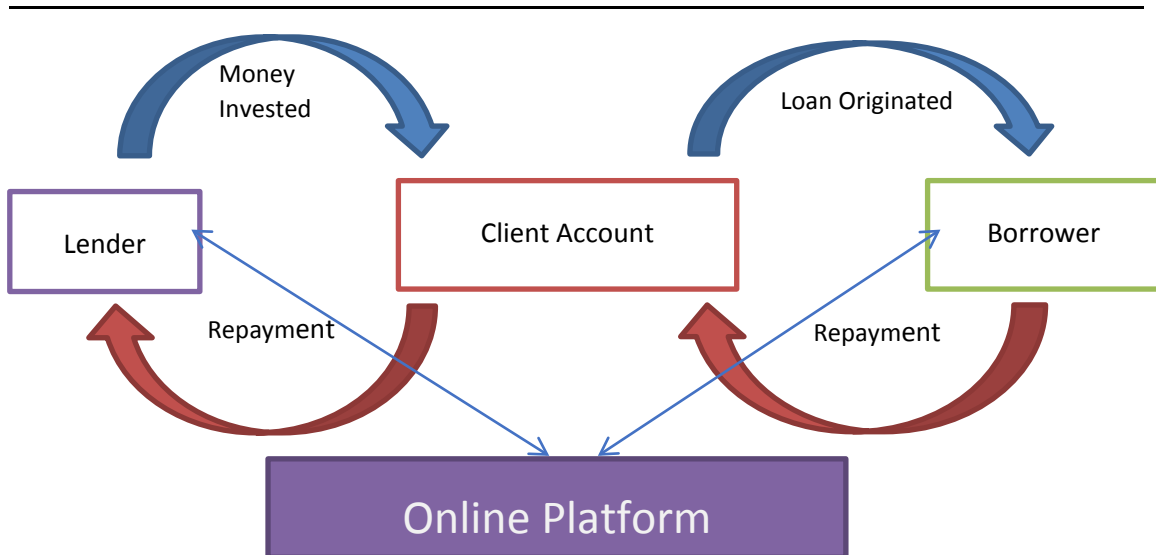 Money
Invested
Loan Originated
Lender
Client Account
Borrower
Repayment
Repayment
Online Platform